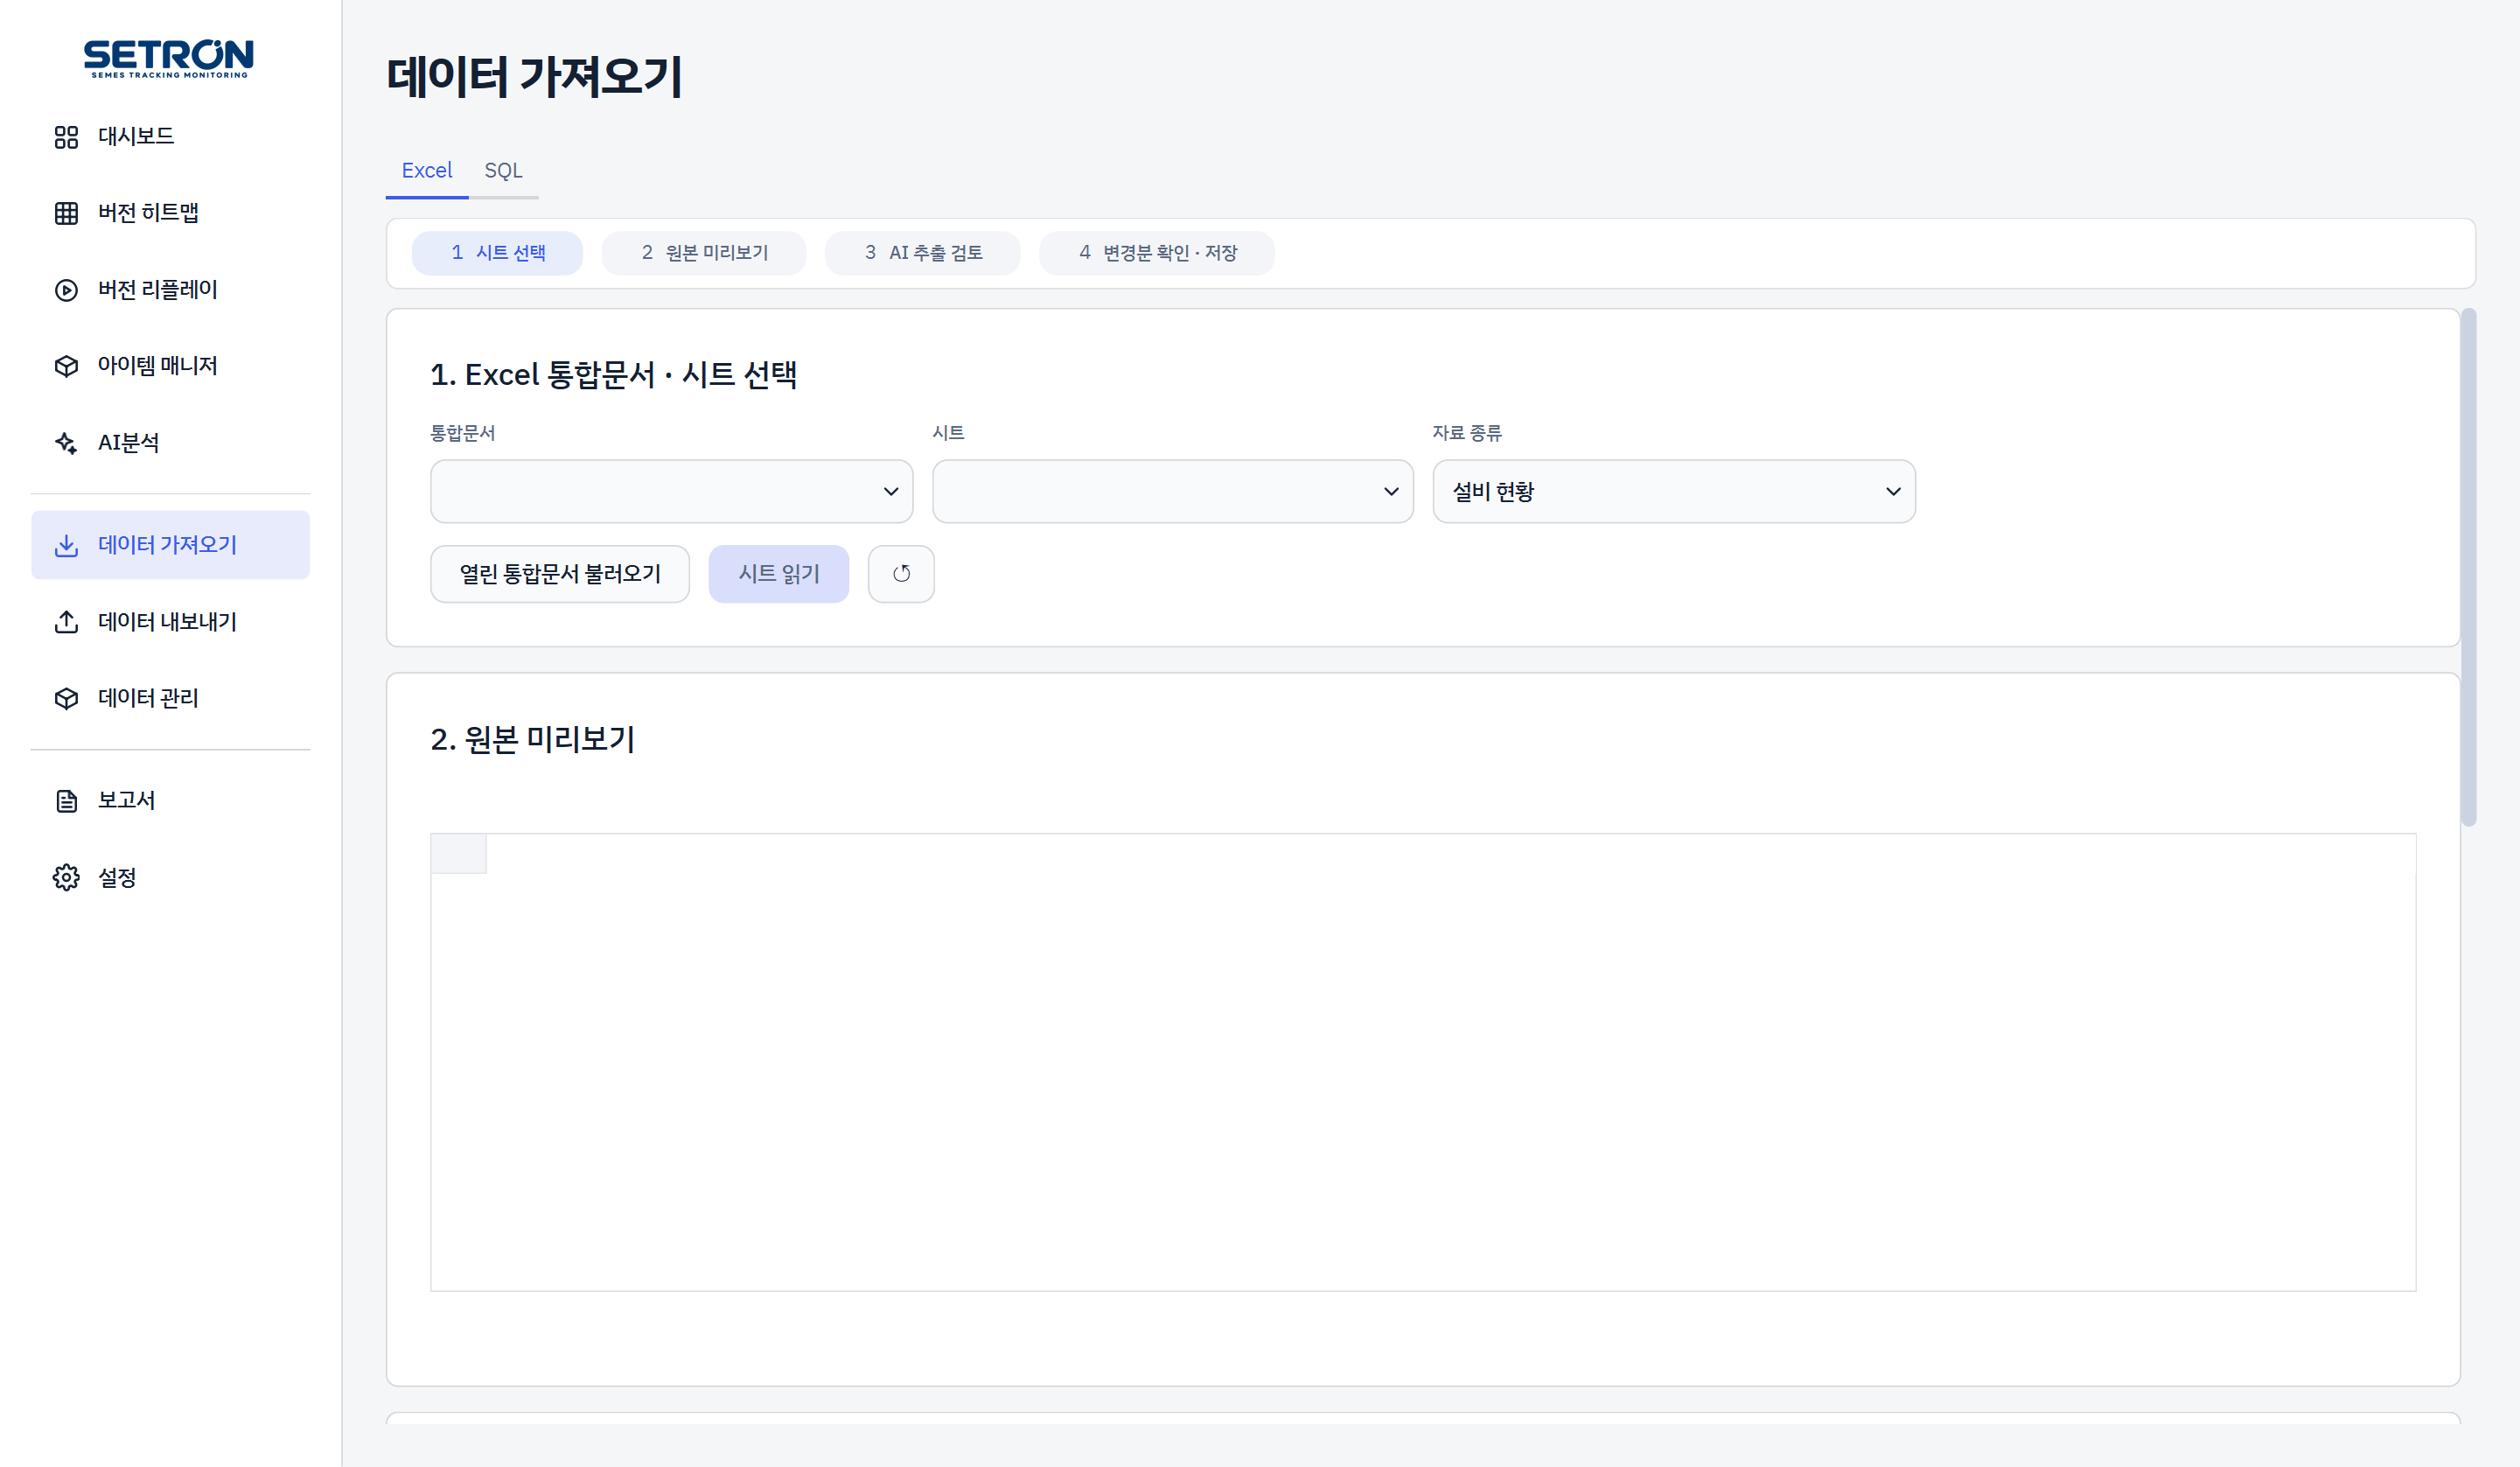 SETRON
SEMES TRACKING MONITORING
대시보드
버전 히트맵
버전 리플레이
아이템 매니저
AI분석
데이터 가져오기
데이터 내보내기
데이터 관리
보고서
설정
데이터 가져오기
Excel SQL
1 시트 선택 2 원본 미리보기 3 AI 추출 검토 4 변경분 확인 · 저장
1. Excel 통합문서 · 시트 선택
통합문서 시트 자료 종류
설비 현황
열린 통합문서 불러오기 시트 읽기
2. 원본 미리보기